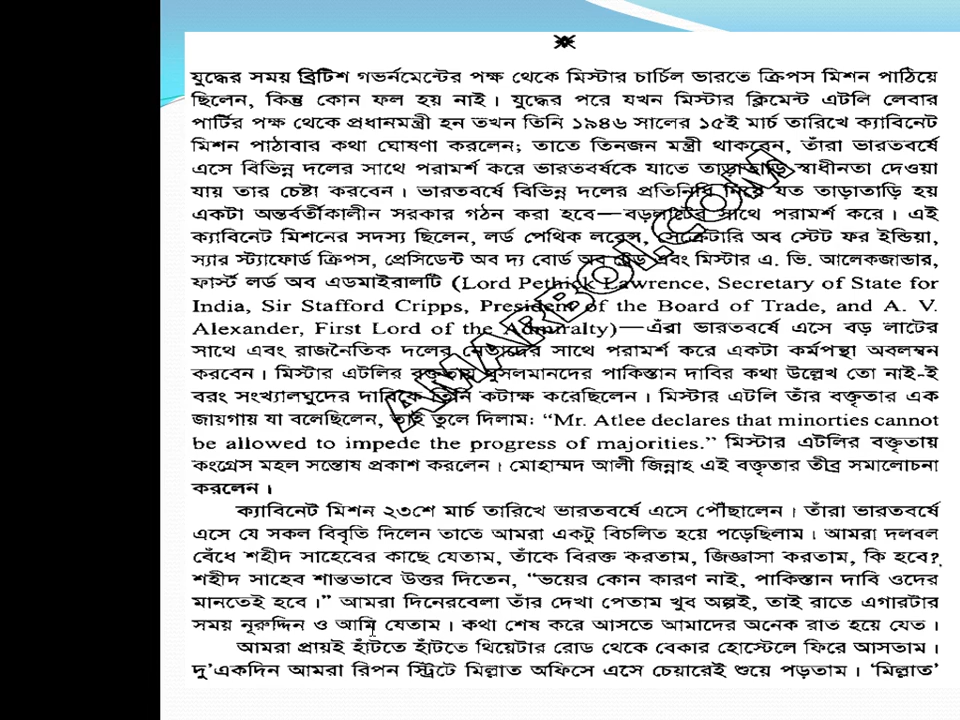 যুদ্ধের সময় ব্রিটিশ গভর্নমেন্টের পক্ষ থেকে মিস্টার চার্চিল ভারতে ক্রিপস মিশন পাঠিয়ে
ছিলেন, কিন্তু কোন ফল হয় নাই। যুদ্ধের পরে যখন মিস্টার ক্লিমেন্ট এটলি লেবার
পার্টির পক্ষ থেকে প্রধানমন্ত্রী হন তখন তিনি ১৯৪৬ সালের ১৫ই মার্চ তারিখে ক্যাবিনেট
মিশন পাঠাবার কথা ঘোষণা করলেন; তাতে তিনজন মন্ত্রী থাকবেন, তাঁরা ভারতবর্ষে
এসে বিভিন্ন দলের সাথে পরামর্শ করে ভারতবর্ষকে যাতে তাড়াতাড়ি স্বাধীনতা দেওয়া
যায় তার চেষ্টা করবেন। ভারতবর্ষে বিভিন্ন দলের প্রতিনিধি নিয়ে যত তাড়াতাড়ি হয়
একটা অন্তর্বর্তীকালীন সরকার গঠন করা হবে—বড়লাটের সাথে পরামর্শ করে। এই
ক্যাবিনেট মিশনের সদস্য ছিলেন, লর্ড পেথিক লরেন্স, সেক্রেটারি অব স্টেট ফর ইন্ডিয়া,
স্যার স্ট্যাফোর্ড ক্রিপস, প্রেসিডেন্ট অব দ্য বোর্ড অব ট্রেড এবং মিস্টার এ. ভি. আলেকজান্ডার,
ফার্স্ট লর্ড অব এডমাইরালটি (Lord Pethick Lawrence, Secretary of State for
India, Sir Stafford Cripps, President of the Board of Trade, and A. V.
Alexander, First Lord of the Admiralty)—এঁরা ভারতবর্ষে এসে বড় লাটের
সাথে এবং রাজনৈতিক দলের নেতাদের সাথে পরামর্শ করে একটা কর্মপন্থা অবলম্বন
করবেন। মিস্টার এটলির বক্তৃতায় মুসলমানদের পাকিস্তান দাবির কথা উল্লেখ তো নাই-ই
বরং সংখ্যালঘুদের দাবিকে তিনি কটাক্ষ করেছিলেন। মিস্টার এটলি তাঁর বক্তৃতার এক
জায়গায় যা বলেছিলেন, তাই তুলে দিলাম: “Mr. Atlee declares that minorties cannot
be allowed to impede the progress of majorities.” মিস্টার এটলির বক্তৃতায়
কংগ্রেস মহল সন্তোষ প্রকাশ করলেন। মোহাম্মদ আলী জিন্নাহ এই বক্তৃতার তীব্র সমালোচনা
করলেন।
ক্যাবিনেট মিশন ২৩শে মার্চ তারিখে ভারতবর্ষে এসে পৌঁছালেন। তাঁরা ভারতবর্ষে
এসে যে সকল বিবৃতি দিলেন তাতে আমরা একটু বিচলিত হয়ে পড়েছিলাম। আমরা দলবল
বেঁধে শহীদ সাহেবের কাছে যেতাম, তাঁকে বিরক্ত করতাম, জিজ্ঞাসা করতাম, কি হবে?
শহীদ সাহেব শান্তভাবে উত্তর দিতেন, “ভয়ের কোন কারণ নাই, পাকিস্তান দাবি ওদের
মানতেই হবে।” আমরা দিনেরবেলা তাঁর দেখা পেতাম খুব অল্পই, তাই রাতে এগারটার
সময় নূরুদ্দিন ও আমি যেতাম। কথা শেষ করে আসতে আমাদের অনেক রাত হয়ে যেত।
আমরা প্রায়ই হাঁটতে হাঁটতে থিয়েটার রোড থেকে বেকার হোস্টেলে ফিরে আসতাম।
দু’একদিন আমরা রিপন স্ট্রিটে মিল্লাত অফিসে এসে চেয়ারেই শুয়ে পড়তাম। ‘মিল্লাত’
AMARBOI.COM